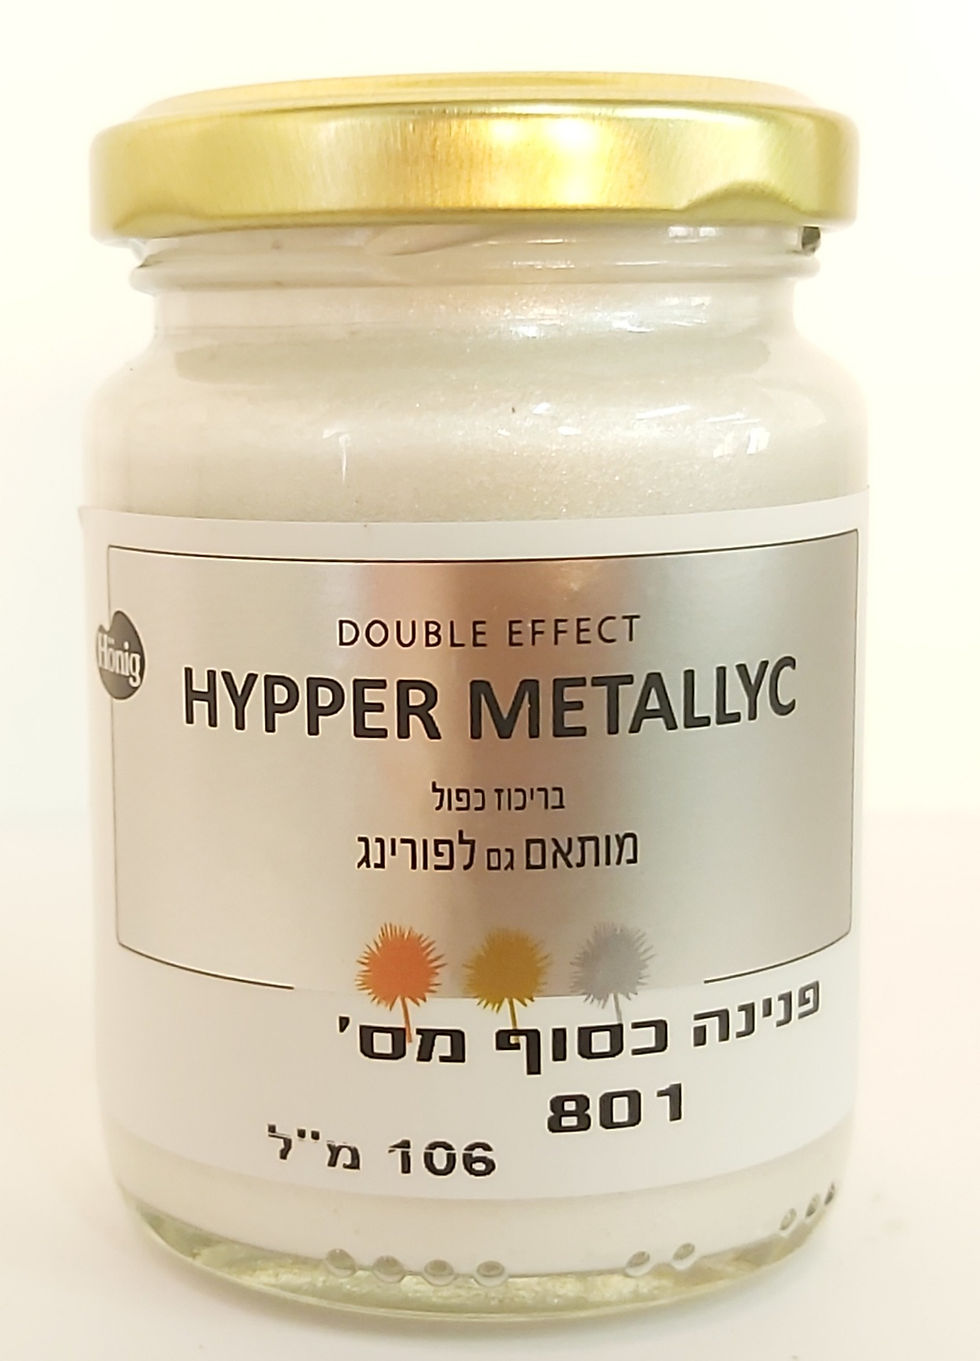 Hönig
DOUBLE EFFECT
HYPPER METALLYC
בריכוז כפול
מותאם גם לפורינג
פנינה כסוף מס'
801
106 מ"ל